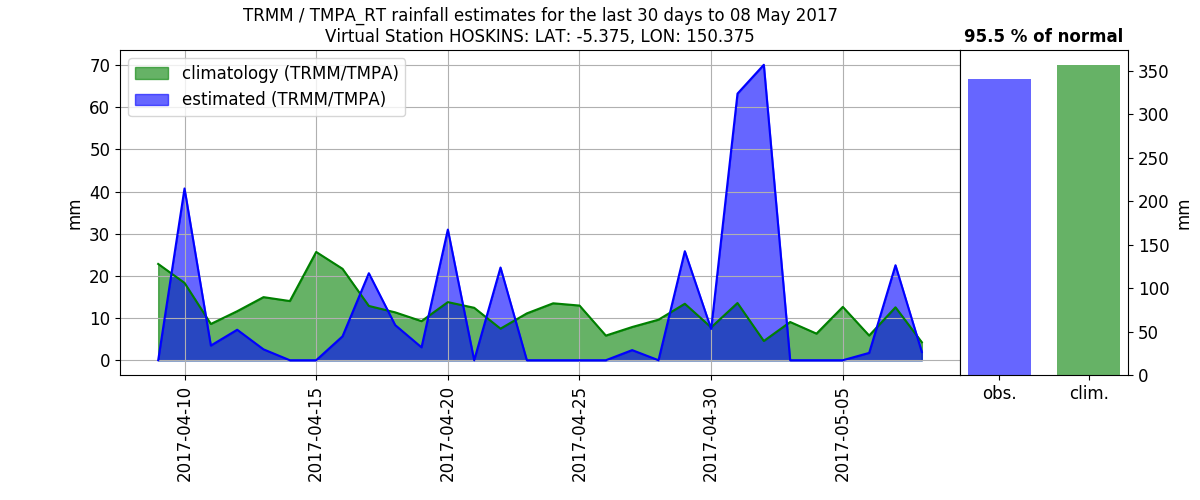 TRMM / TMPA_RT rainfall estimates for the last 30 days to 08 May 2017
Virtual Station HOSKINS: LAT: -5.375, LON: 150.375
95.5 % of normal
climatology (TRMM/TMPA)
estimated (TRMM/TMPA)
70
60
50
40
30
20
10
0
mm
2017-04-10
2017-04-15
2017-04-20
2017-04-25
2017-04-30
2017-05-05
350
300
250
200
150
100
50
0
mm
obs.
clim.